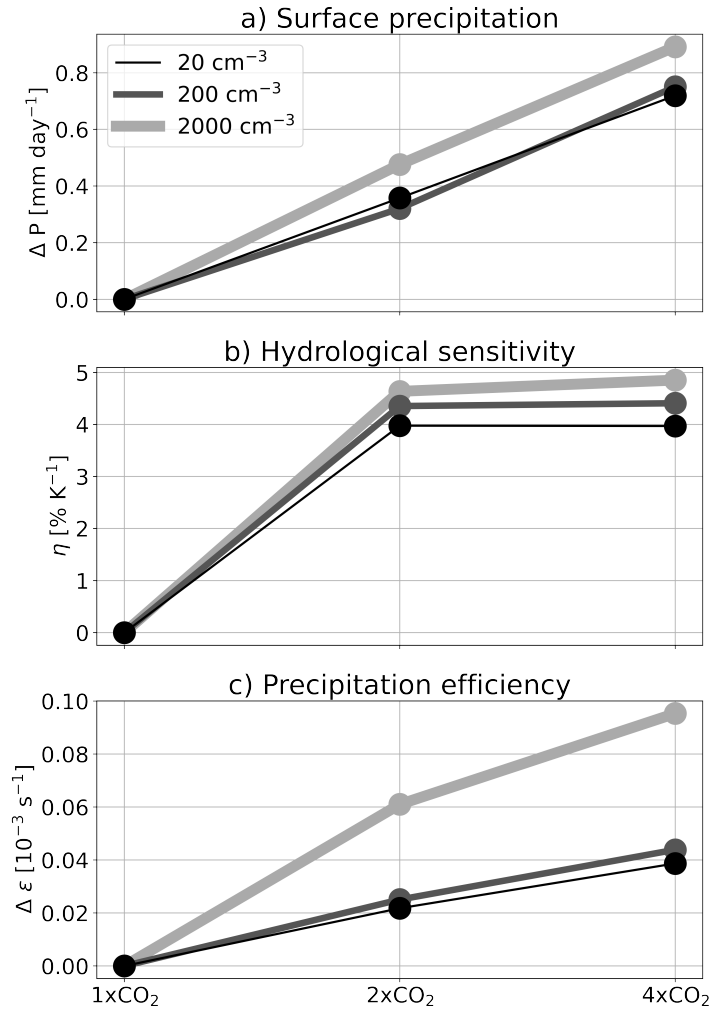 a) Surface precipitation
20 cm⁻³
200 cm⁻³
2000 cm⁻³
Δ P [mm day⁻¹]
0.8
0.6
0.4
0.2
0.0
b) Hydrological sensitivity
η [% K⁻¹]
5
4
3
2
1
0
c) Precipitation efficiency
Δ ε [10⁻³ s⁻¹]
0.10
0.08
0.06
0.04
0.02
0.00
1xCO₂ 2xCO₂ 4xCO₂